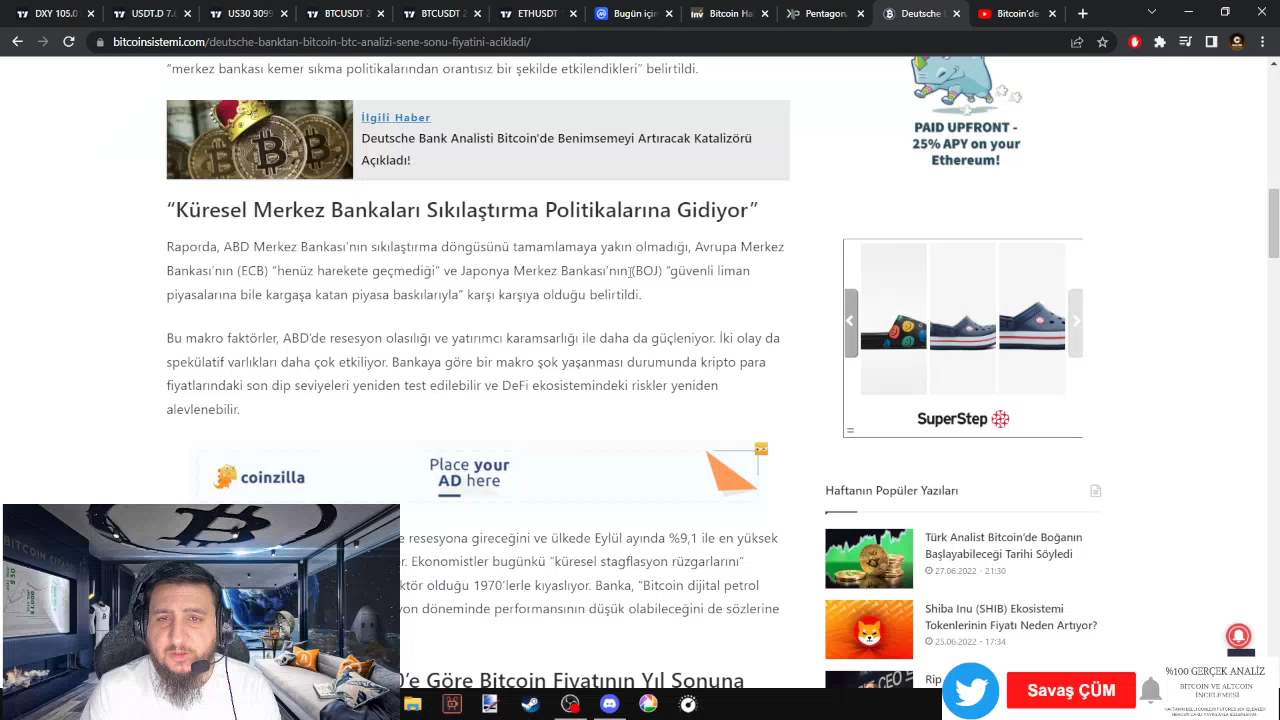 DXY 105.0
USDT.D 7.0
ABD 30 309
BTC.D 42
BTCUSDT 2
BTCUSDT 2
ETHUSDT
Bugün için
Bitcoin Ha
Pentagon
Deutsche
bitcoinsistemi.com/deutsche-bitcoin-btc-analizi-sene-sonu-fiyatini-acikladi/
“merkez bankası kemer sıkma politikalarından orantısız bir şekilde etkilendikleri” belirtildi.
İlgili Haber
Deutsche Bank Analisti Bitcoin'de Benimsemeyi Artıracak Katalizörü
Açıkladı!
“Küresel Merkez Bankaları Sıkılaştırma Politikalarına Gidiyor”
Raporda, ABD Merkez Bankası’nın sıkılaştırma döngüsünü tamamlamaya yakın olmadığı, Avrupa Merkez
Bankası’nın (ECB) “henüz harekete geçmediği” ve Japonya Merkez Bankası’nın (BOJ) “güvenli liman
piyasalarına bile kargaşa katan piyasa baskılarıyla” karşı karşıya olduğu belirtildi.
Bu makro faktörler, ABD’de resesyon olasılığı ve yatırımcı karamsarlığı ile daha da güçleniyor. İki olay da
spekülatif varlıkları daha çok etkiliyor. Bankaya göre bir makro şok yaşanması durumunda kripto para
fiyatlarındaki son dip seviyeleri yeniden test edilebilir ve DeFi ekosistemindeki riskler yeniden
alevlenebilir.
coinzilla
Place your
AD here
e resesyona gireceğini ve ülkede Eylül ayında %9,1 ile en yüksek
r. Ekonomistler bugünkü “küresel stagflasyon rüzgarlarını”
ktör olduğu 1970’lerle kıyaslıyor. Banka, “Bitcoin dijital petrol
yon döneminde performansının düşük olabileceğini de sözlerine
0’e Göre Bitcoin Fiyatının Yıl Sonuna
PAID UPFRONT -
25% APY on your
Ethereum!
SuperStep
Haftanın Popüler Yazıları
Türk Analist Bitcoin’de Boğanın
Başlayabileceği Tarihi Söyledi
27.06.2022 - 21:30
Shiba Inu (SHIB) Ekosistemi
Tokenlerinin Fiyatı Neden Artıyor?
25.06.2022 - 17:34
Rip
CEO
Savaş ÇÜM
%100 GERÇEK ANALİZ
BITCOIN VE ALTCOIN
İNCELEMESİ